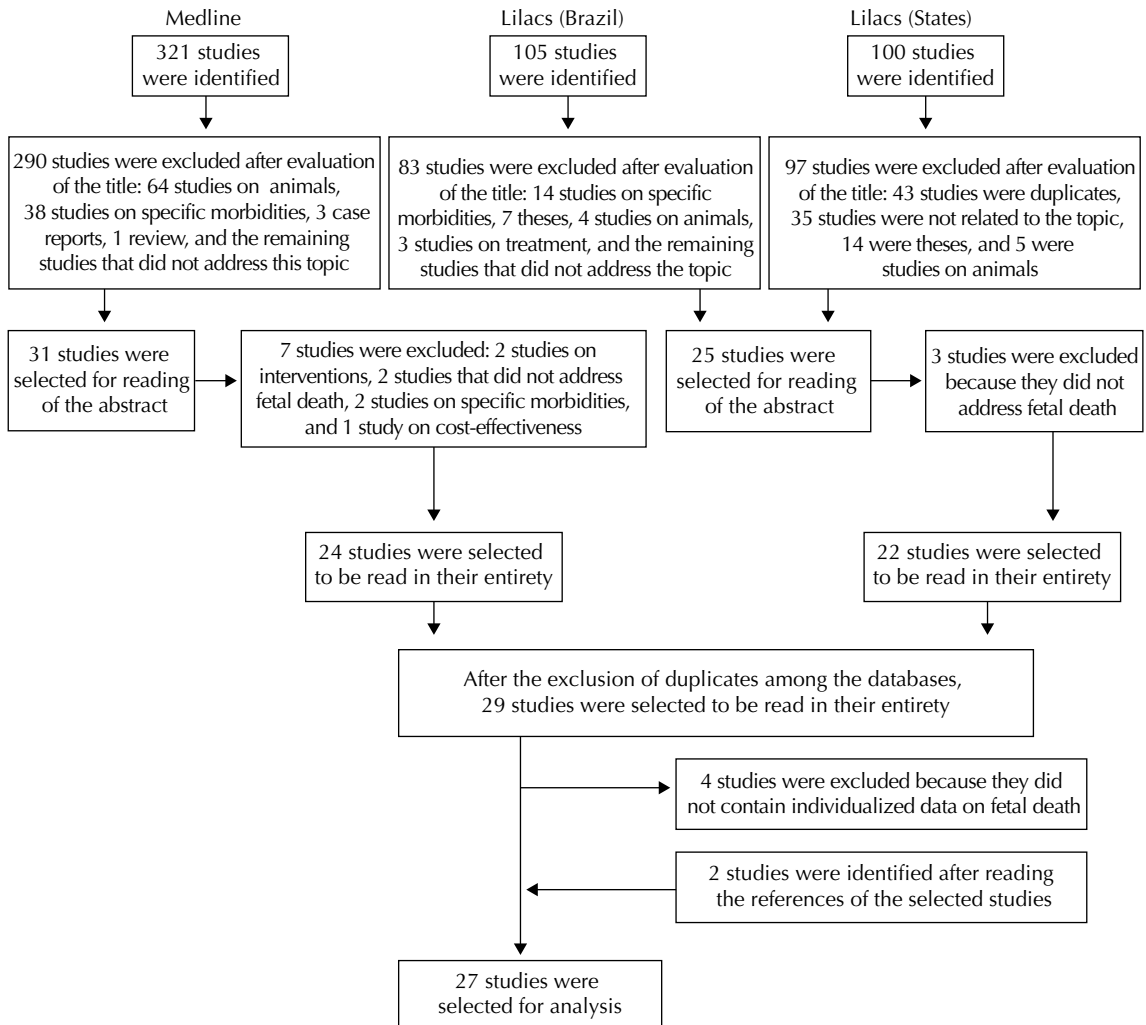 Medline
321 studies
were identified
Lilacs (Brazil)
105 studies
were identified
Lilacs (States)
100 studies
were identified
290 studies were excluded after evaluation
of the title: 64 studies on animals,
38 studies on specific morbidities, 3 case
reports, 1 review, and the remaining
studies that did not address this topic
83 studies were excluded after evaluation
of the title: 14 studies on specific
morbidities, 7 theses, 4 studies on animals,
3 studies on treatment, and the remaining
studies that did not address the topic
97 studies were excluded after evaluation
of the title: 43 studies were duplicates,
35 studies were not related to the topic,
14 were theses, and 5 were
studies on animals
31 studies were
selected for reading
of the abstract
7 studies were excluded: 2 studies on
interventions, 2 studies that did not address
fetal death, 2 studies on specific morbidities,
and 1 study on cost-effectiveness
25 studies were
selected for reading
of the abstract
3 studies were excluded
because they did not
address fetal death
24 studies were selected
to be read in their entirety
22 studies were selected
to be read in their entirety
After the exclusion of duplicates among the databases,
29 studies were selected to be read in their entirety
4 studies were excluded because they did
not contain individualized data on fetal death
2 studies were identified after reading
the references of the selected studies
27 studies were
selected for analysis